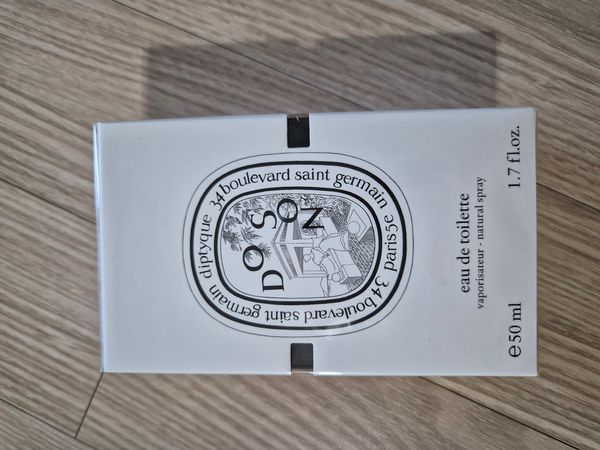 diptyque 34 boulevard saint germain paris 5e 34 boulevard saint germain
DO SON
eau de toilette
vaporisateur - natural spray
e 50 ml 1.7 fl.oz.